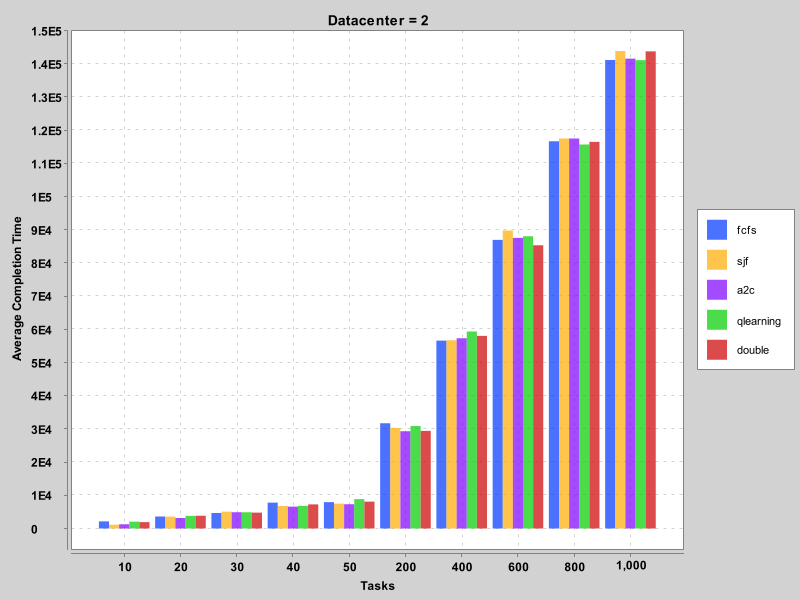 Datacenter = 2
Average Completion Time
1.5E5
1.4E5
1.3E5
1.2E5
1.1E5
1E5
9E4
8E4
7E4
6E4
5E4
4E4
3E4
2E4
1E4
0
10 20 30 40 50 200 400 600 800 1,000
Tasks
fcfs
sjf
a2c
qlearning
double